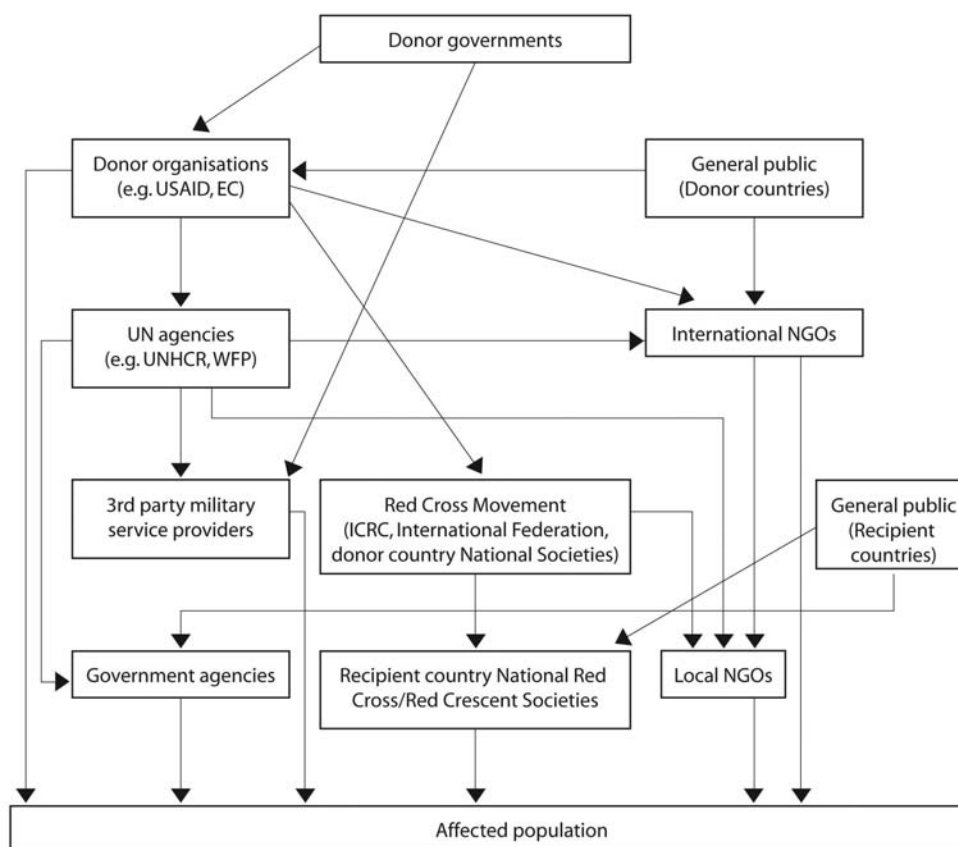 Donor governments
Donor organisations
(e.g. USAID, EC)
General public
(Donor countries)
UN agencies
(e.g. UNHCR, WFP)
International NGOs
3rd party military
service providers
Red Cross Movement
(ICRC, International Federation,
donor country National Societies)
General public
(Recipient
countries)
Government agencies
Recipient country National Red
Cross/Red Crescent Societies
Local NGOs
Affected population